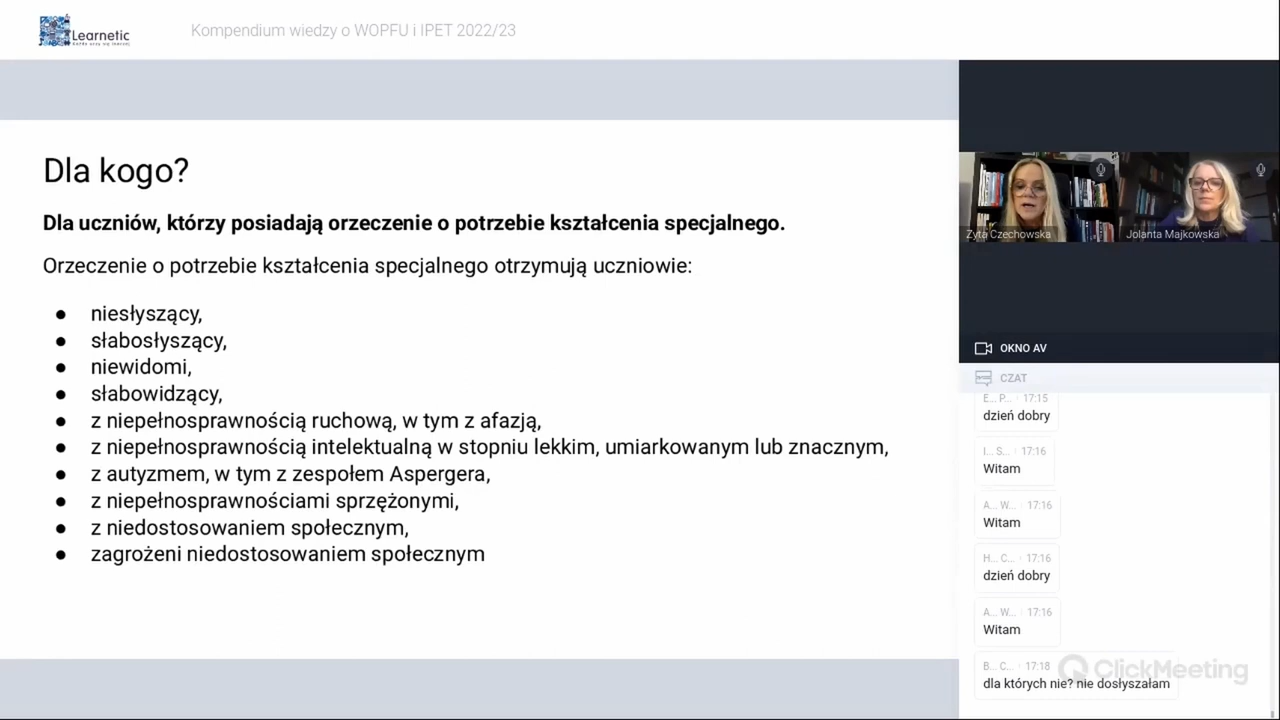 Learnetic
Kompendium wiedzy o WOPFU i IPET 2022/23
Dla kogo?
Dla uczniów, którzy posiadają orzeczenie o potrzebie kształcenia specjalnego.
Orzeczenie o potrzebie kształcenia specjalnego otrzymują uczniowie:
● niesłyszący,
● słabosłyszący,
● niewidomi,
● słabowidzący,
● z niepełnosprawnością ruchową, w tym z afazją,
● z niepełnosprawnością intelektualną w stopniu lekkim, umiarkowanym lub znacznym,
● z autyzmem, w tym z zespołem Aspergera,
● z niepełnosprawnościami sprzężonymi,
● z niedostosowaniem społecznym,
● zagrożeni niedostosowaniem społecznym
Zyta Czechowska
Jolanta Majkowska
OKNO AV
CZAT
E... P... 17:15
dzień dobry
I... S... 17:16
Witam
A... W... 17:16
Witam
H... C... 17:16
dzień dobry
A... W... 17:16
Witam
B... C... 17:18
dla których nie? nie dosłyszałam
ClickMeeting